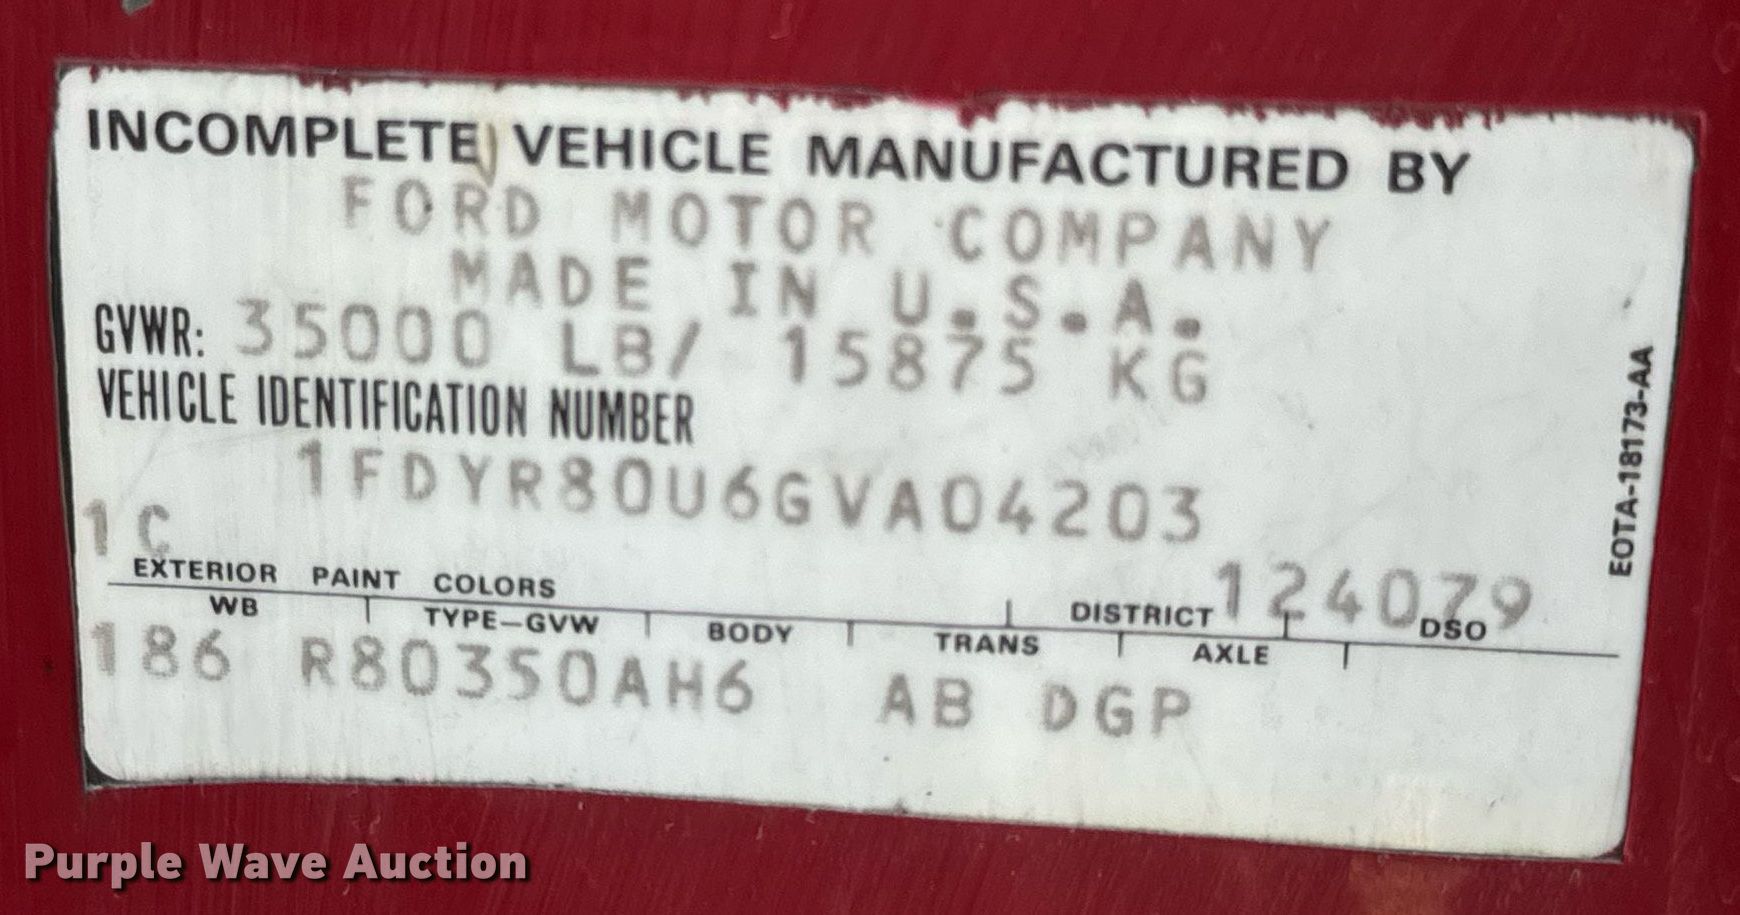 INCOMPLETE VEHICLE MANUFACTURED BY
FORD MOTOR COMPANY
MADE IN U.S.A.
GVWR: 35000 LB/ 15875 KG
VEHICLE IDENTIFICATION NUMBER
1FDYR80U6GVA04203
1C
EXTERIOR PAINT COLORS DISTRICT 124079 DSO
WB TYPE-GVW BODY TRANS AXLE
186 R80350AH6 AB DGP
EOTA-18173-AA
Purple Wave Auction